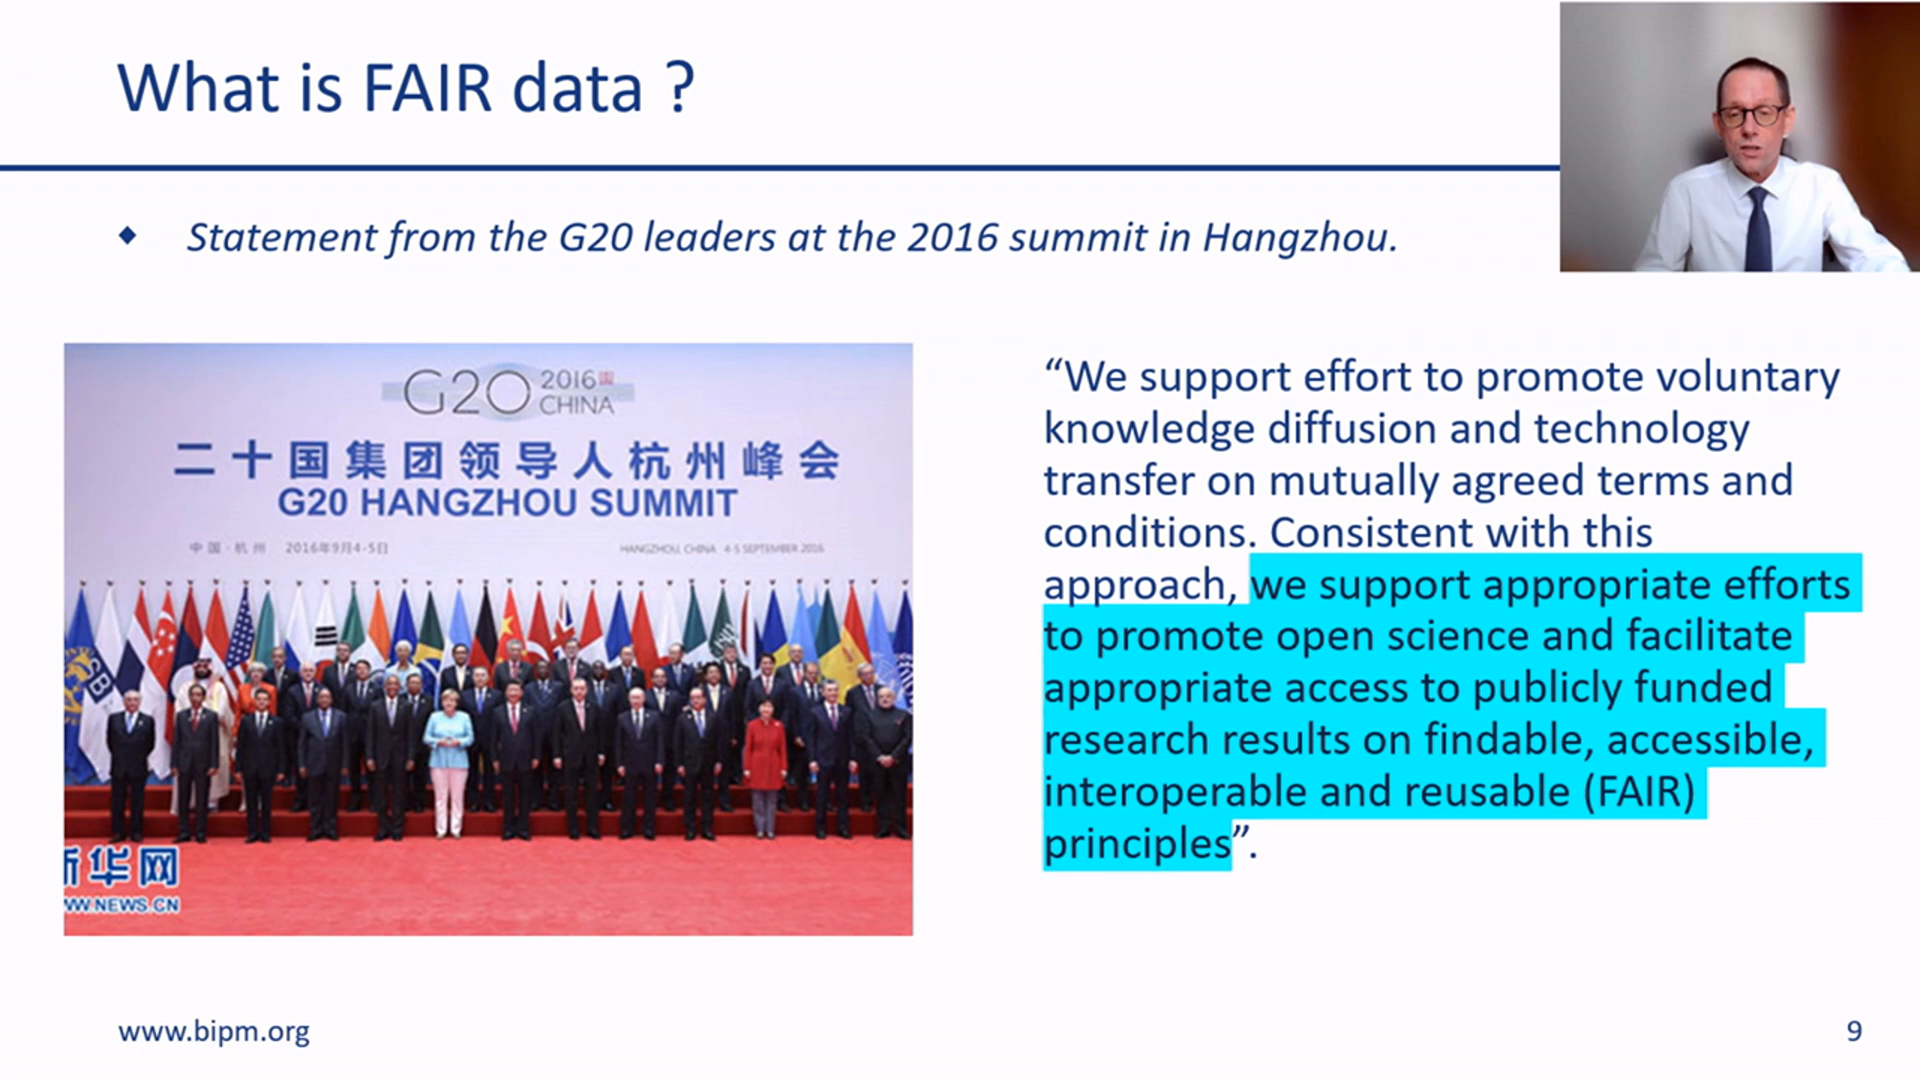 What is FAIR data ?
◆ Statement from the G20 leaders at the 2016 summit in Hangzhou.
G20 2016
CHINA
二十国集团领导人杭州峰会
G20 HANGZHOU SUMMIT
中国·杭州 2016年9月4-5日
HANGZHOU, CHINA 4-5 SEPTEMBER 2016
新华网
WW.NEWS.CN
“We support effort to promote voluntary
knowledge diffusion and technology
transfer on mutually agreed terms and
conditions. Consistent with this
approach, we support appropriate efforts
to promote open science and facilitate
appropriate access to publicly funded
research results on findable, accessible,
interoperable and reusable (FAIR)
principles”.
www.bipm.org
9